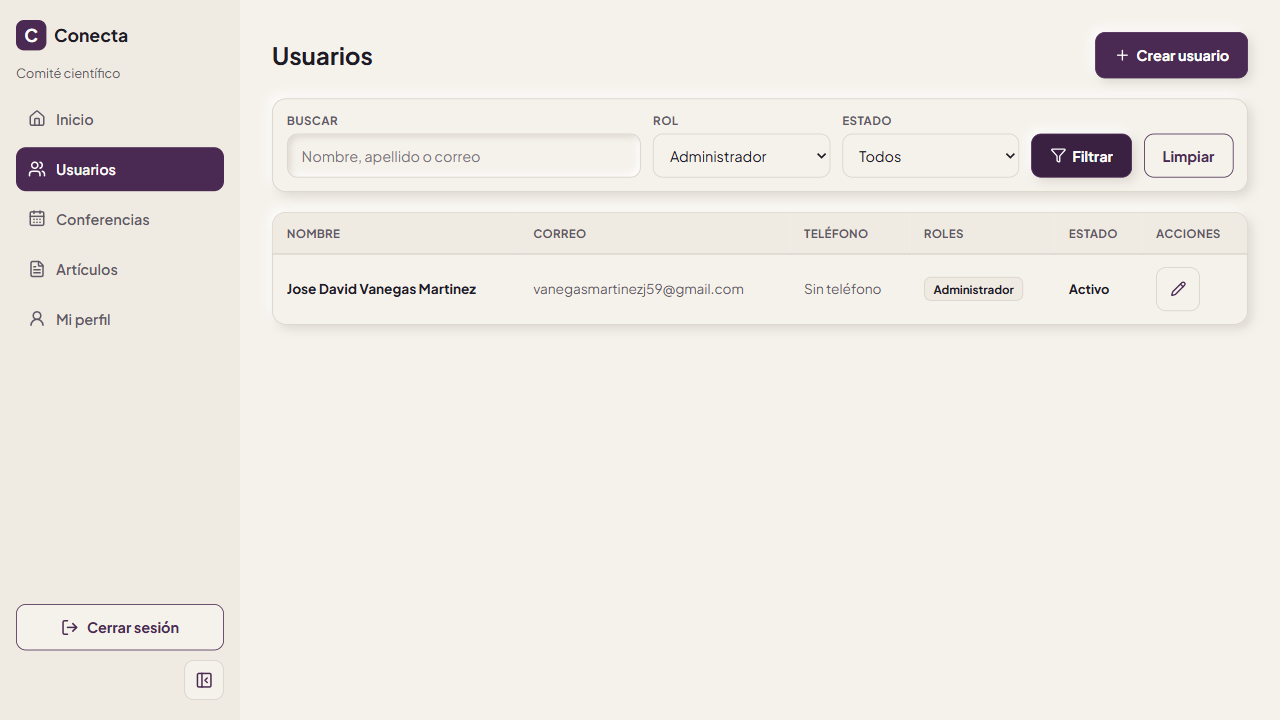 C Conecta
Comité científico
Inicio
Usuarios
Conferencias
Artículos
Mi perfil
Cerrar sesión
Usuarios
Crear usuario
BUSCAR ROL ESTADO
Nombre, apellido o correo Administrador Todos Filtrar Limpiar
NOMBRE CORREO TELÉFONO ROLES ESTADO ACCIONES
Jose David Vanegas Martinez vanegasmartinezj59@gmail.com Sin teléfono Administrador Activo